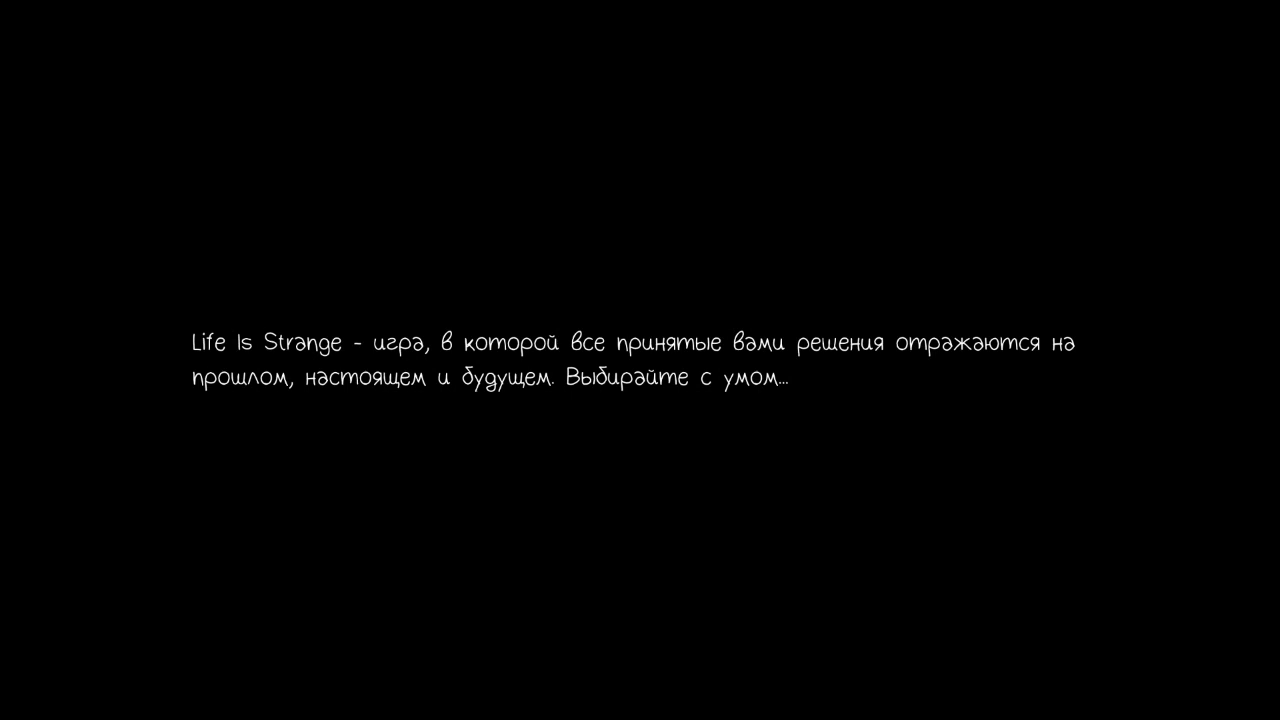 Life Is Strange - игра, в которой все принятые вами решения отражаются на
прошлом, настоящем и будущем. Выбирайте с умом...